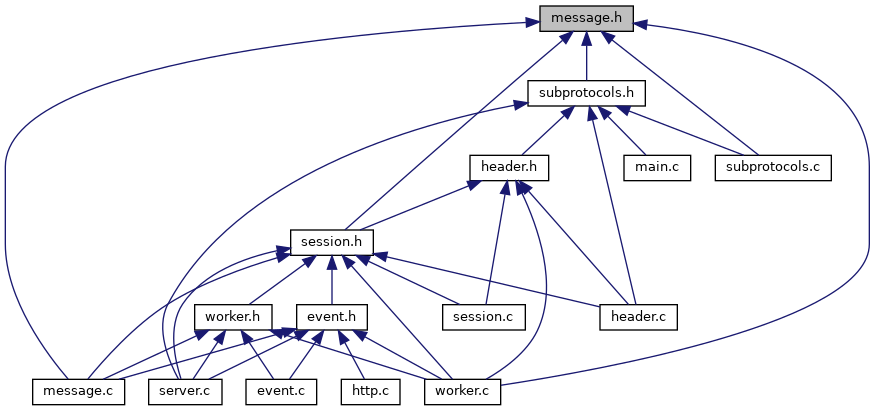 message.h
subprotocols.h
header.h
main.c
subprotocols.c
session.h
worker.h
event.h
session.c
header.c
message.c
server.c
event.c
http.c
worker.c